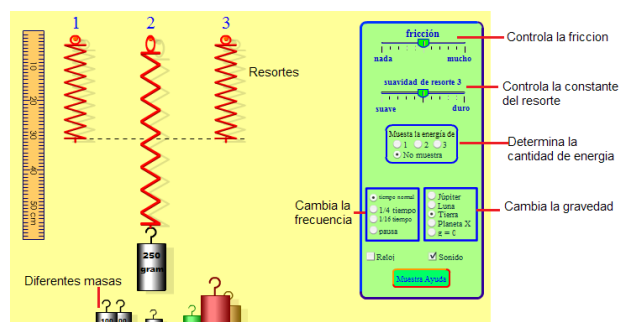 1 2 3
Resortes
10
20
30
40
50 cm
250
gram
Diferentes masas
100
fricción
nada mucho
suavidad de resorte 3
suave duro
Muesta la energís de
1 2 3
No muestra
tiempo normal
1/4 tiempo
1/16 tiempo
pausa
Júpiter
Luna
Tierra
Planeta X
g = 0
Reloj Sonido
Muestra Ayuda
Controla la friccion
Controla la constante
del resorte
Determina la
cantidad de energia
Cambia la
frecuencia
Cambia la gravedad